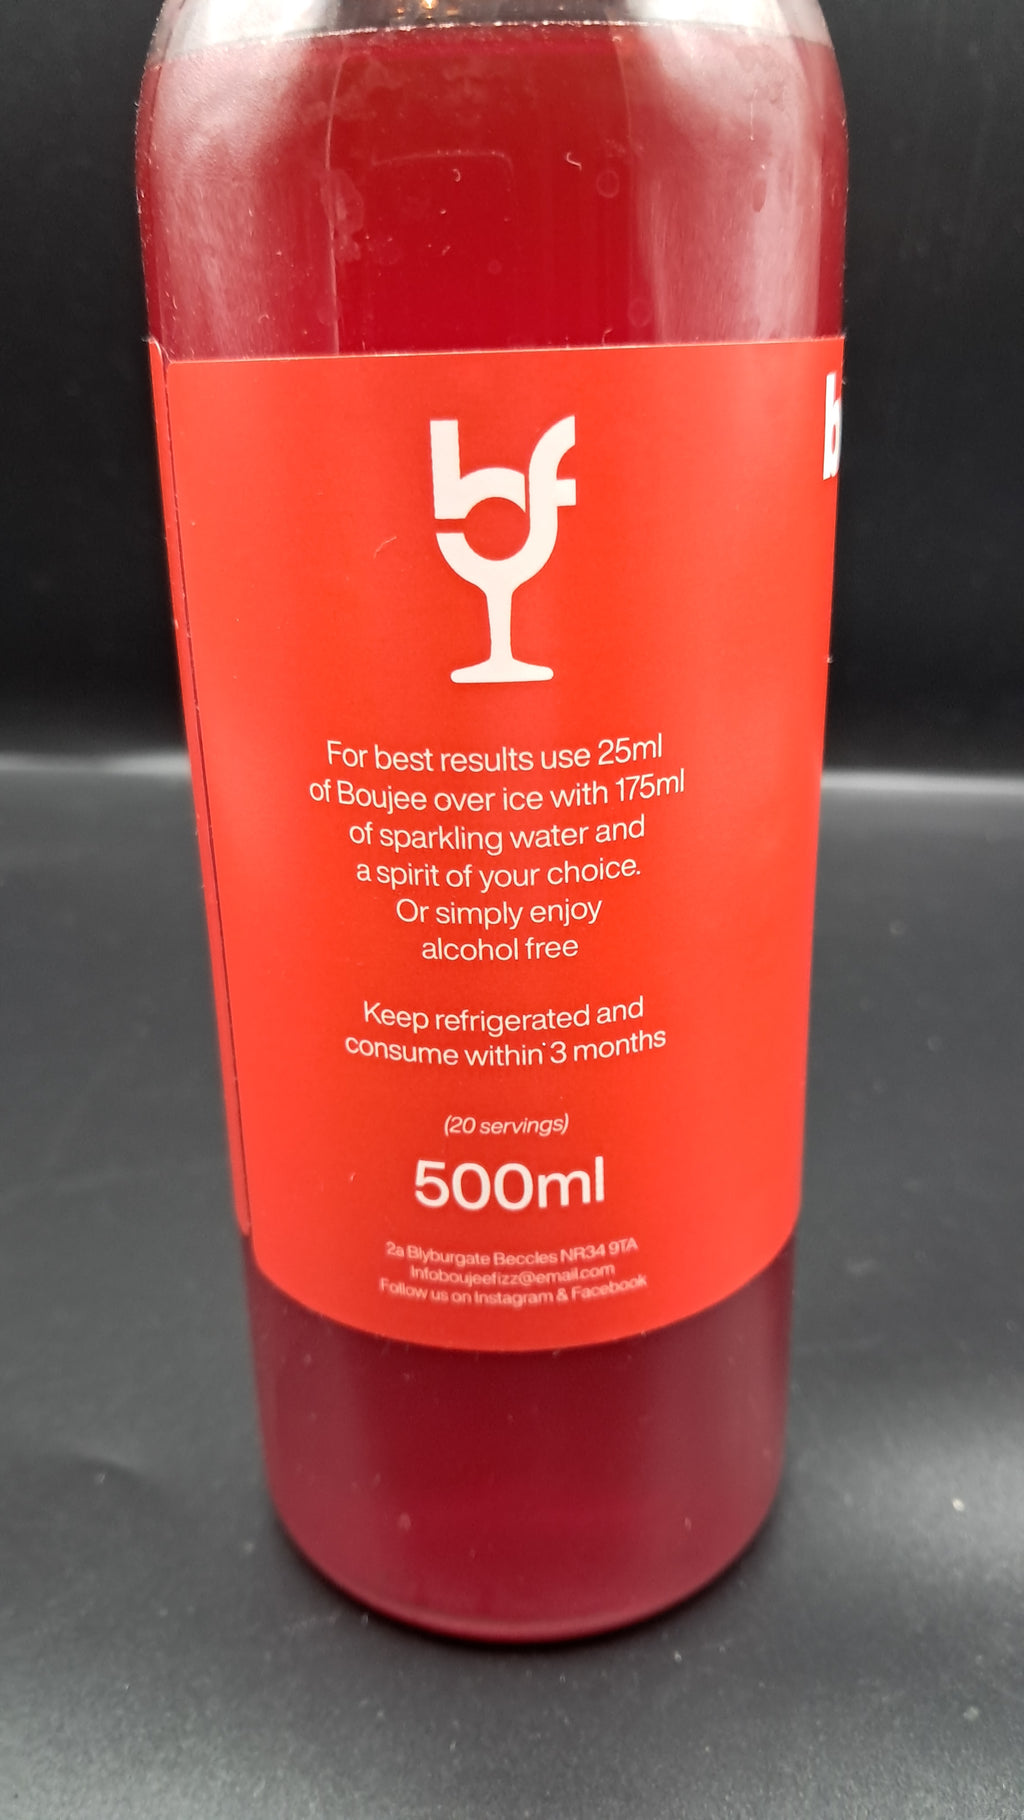 bf
b
For best results use 25ml
of Boujee over ice with 175ml
of sparkling water and
a spirit of your choice.
Or simply enjoy
alcohol free
Keep refrigerated and
consume within 3 months
(20 servings)
500ml
2a Blyburgate Beccles NR34 9TA
Infoboujeefizz@email.com
Follow us on Instagram & Facebook